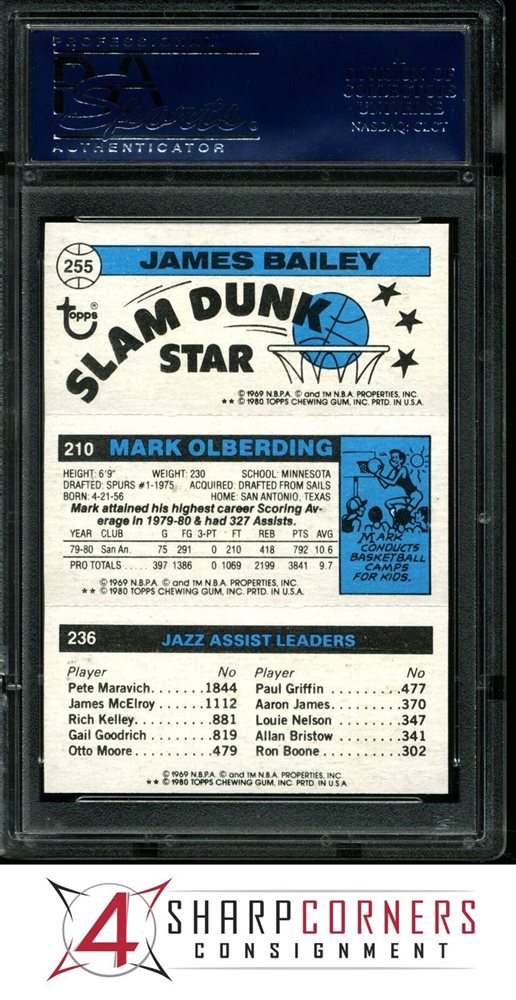 PROFESSIONAL
PSA
Sports®
AUTHENTICATOR
A DIVISION OF
COLLECTORS
UNIVERSE
NASDAQ: CLCT
255 JAMES BAILEY
Topps®
SLAM DUNK
STAR
© 1969 N.B.P.A. © and TM N.B.A. PROPERTIES, INC.
** © 1980 TOPPS CHEWING GUM, INC. PRTD. IN U.S.A.
210 MARK OLBERDING
HEIGHT: 6'9" WEIGHT: 230 SCHOOL: MINNESOTA
DRAFTED: SPURS #1-1975 ACQUIRED: DRAFTED FROM SAILS
BORN: 4-21-56 HOME: SAN ANTONIO, TEXAS
Mark attained his highest career Scoring Av-
erage in 1979-80 & had 327 Assists.
YEAR CLUB G FG 3-PT FT REB PTS AVG
79-80 San An. 75 291 0 210 418 792 10.6
PRO TOTALS..... 397 1386 0 1069 2199 3841 9.7
© 1969 N.B.P.A. © and TM N.B.A. PROPERTIES, INC.
** © 1980 TOPPS CHEWING GUM, INC. PRTD. IN U.S.A.
MARK
CONDUCTS
BASKETBALL
CAMPS
FOR KIDS.
236 JAZZ ASSIST LEADERS
Player No Player No
Pete Maravich......1844 Paul Griffin......477
James McElroy......1112 Aaron James......370
Rich Kelley......881 Louie Nelson......347
Gail Goodrich......819 Allan Bristow......341
Otto Moore......479 Ron Boone......302
© 1969 N.B.P.A. © and TM N.B.A. PROPERTIES, INC.
** © 1980 TOPPS CHEWING GUM, INC. PRTD. IN U.S.A.
4 SHARPCORNERS
CONSIGNMENT